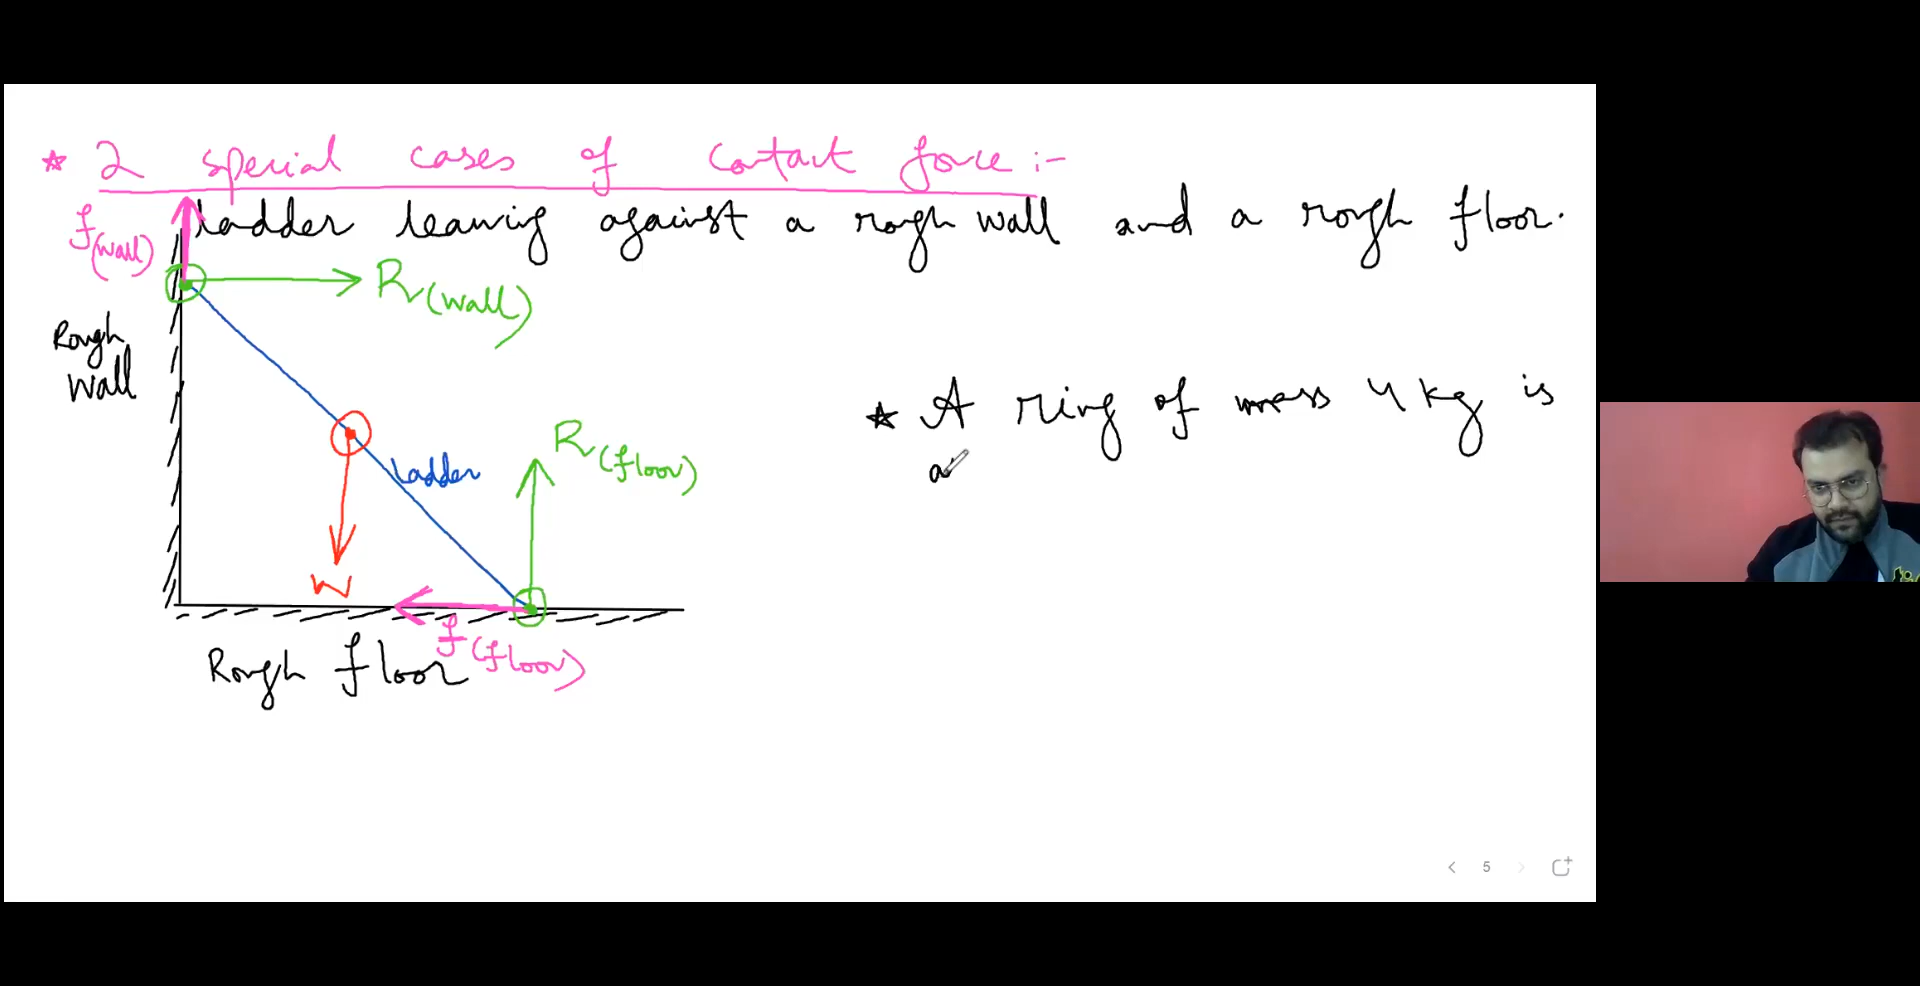 ★ 2 special cases of contact force :-
Ladder leaning against a rough wall and a rough floor.
f(wall)
R(wall)
Rough
Wall
★ A ring of mass 4 kg is
a
R(floor)
Ladder
W
f(floor)
Rough floor
5